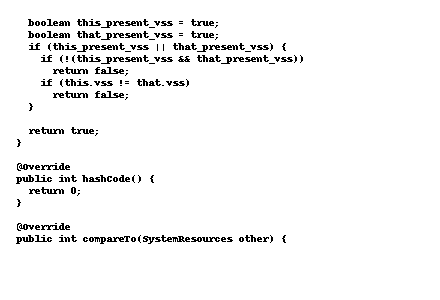 boolean this_present_vss = true;
boolean that_present_vss = true;
if (this_present_vss || that_present_vss) {
if (!(this_present_vss && that_present_vss))
return false;
if (this.vss != that.vss)
return false;
}
return true;
}
@Override
public int hashCode() {
return 0;
}
@Override
public int compareTo(SystemResources other) {